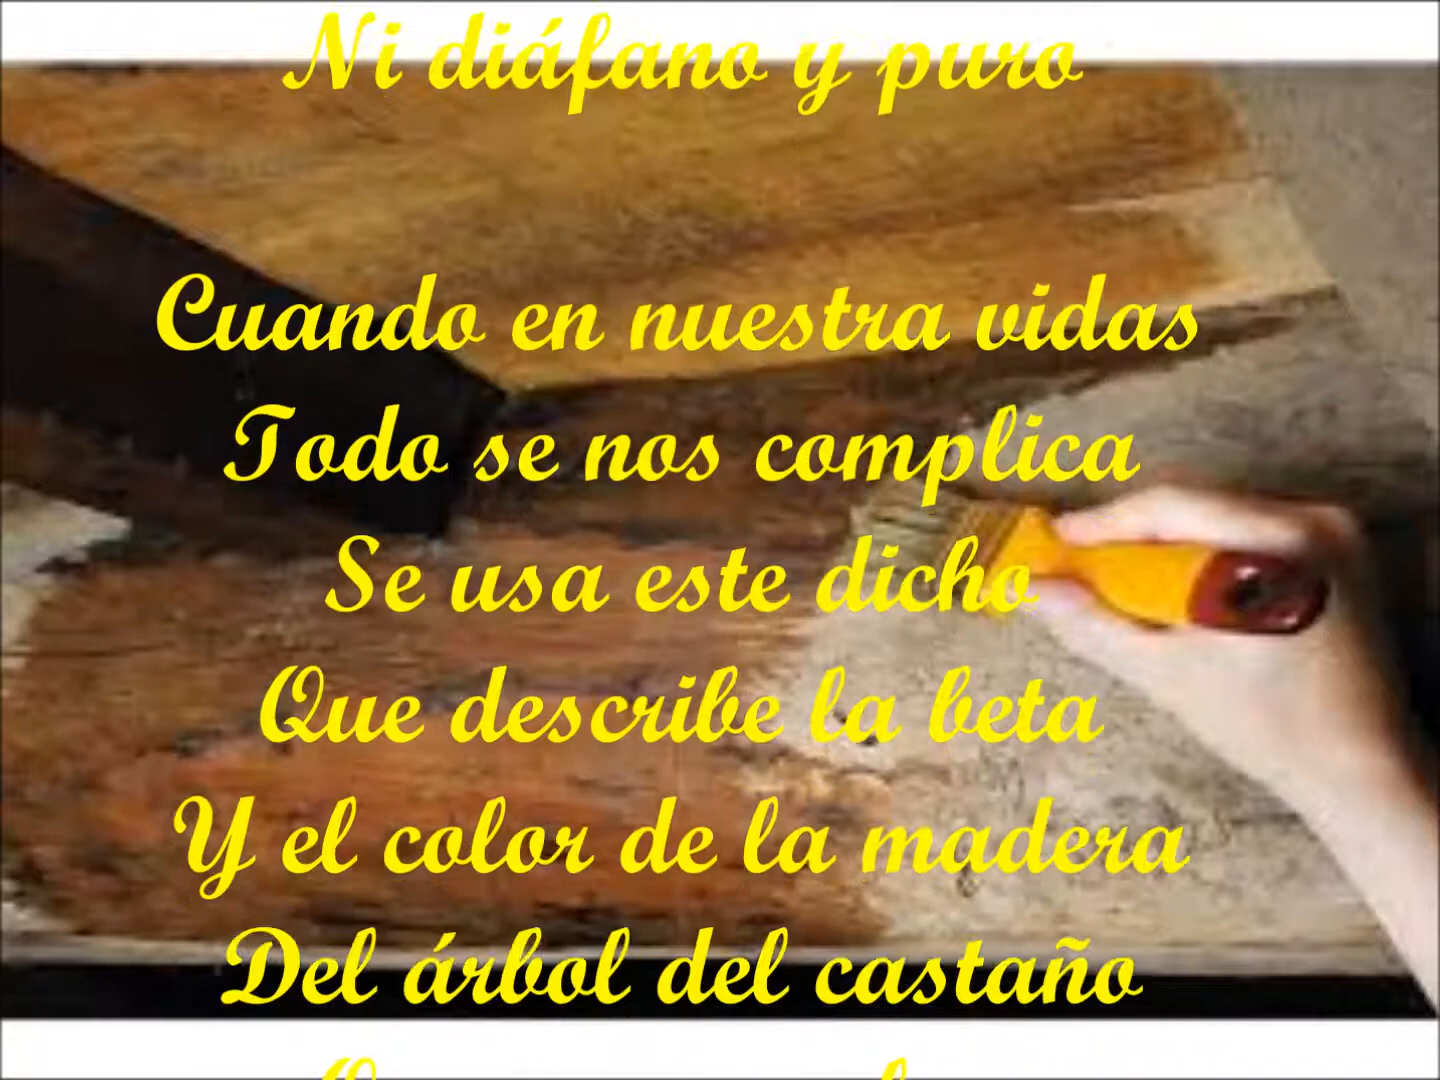 Ni diáfano y puro
Cuando en nuestra vidas
Todo se nos complica
Se usa este dicho
Que describe la beta
Y el color de la madera
Del árbol del castaño